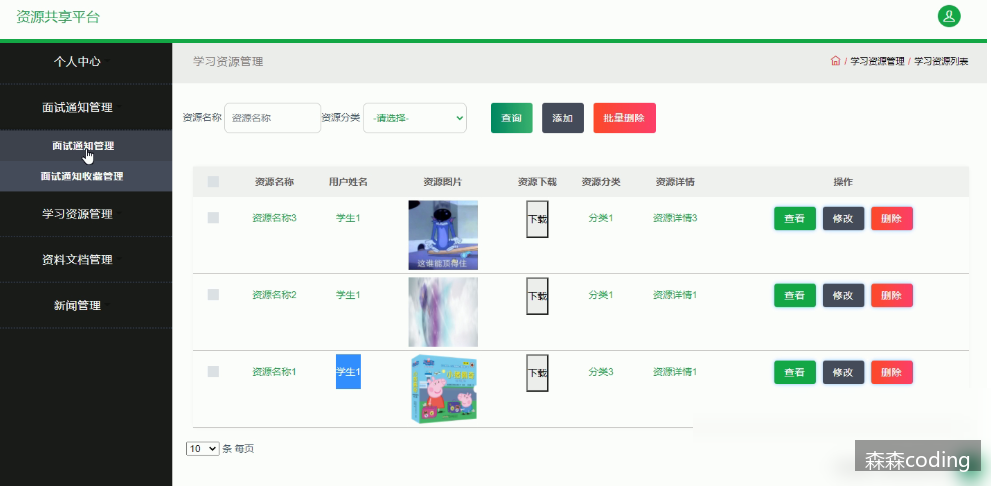 资源共享平台
个人中心
面试通知管理
面试通知管理
面试通知收藏管理
学习资源管理
资料文档管理
新闻管理
学习资源管理
/ 学习资源管理 / 学习资源列表
资源名称 资源名称 资源分类 -请选择- 查询 添加 批量删除
资源名称 用户姓名 资源图片 资源下载 资源分类 资源详情 操作
资源名称3 学生1 下载 分类1 资源详情3 查看 修改 删除
这谁能顶得住
资源名称2 学生1 下载 分类1 资源详情1 查看 修改 删除
资源名称1 学生1 下载 分类3 资源详情1 查看 修改 删除
10 条 每页
森森coding